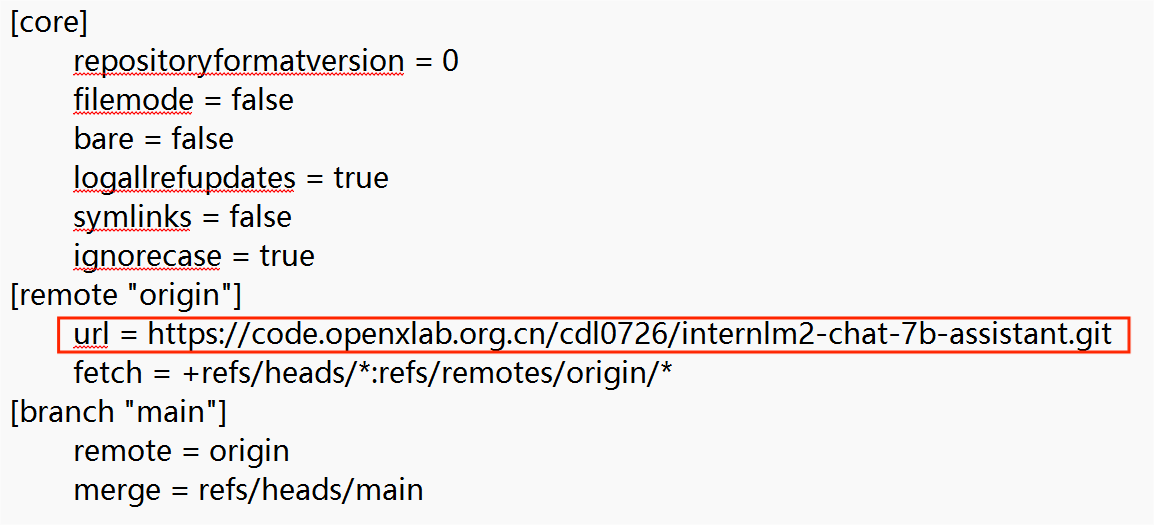 [core]
repositoryformatversion = 0
filemode = false
bare = false
logallrefupdates = true
symlinks = false
ignorecase = true
[remote "origin"]
url = https://code.openxlab.org.cn/cdl0726/internlm2-chat-7b-assistant.git
fetch = +refs/heads/*:refs/remotes/origin/*
[branch "main"]
remote = origin
merge = refs/heads/main